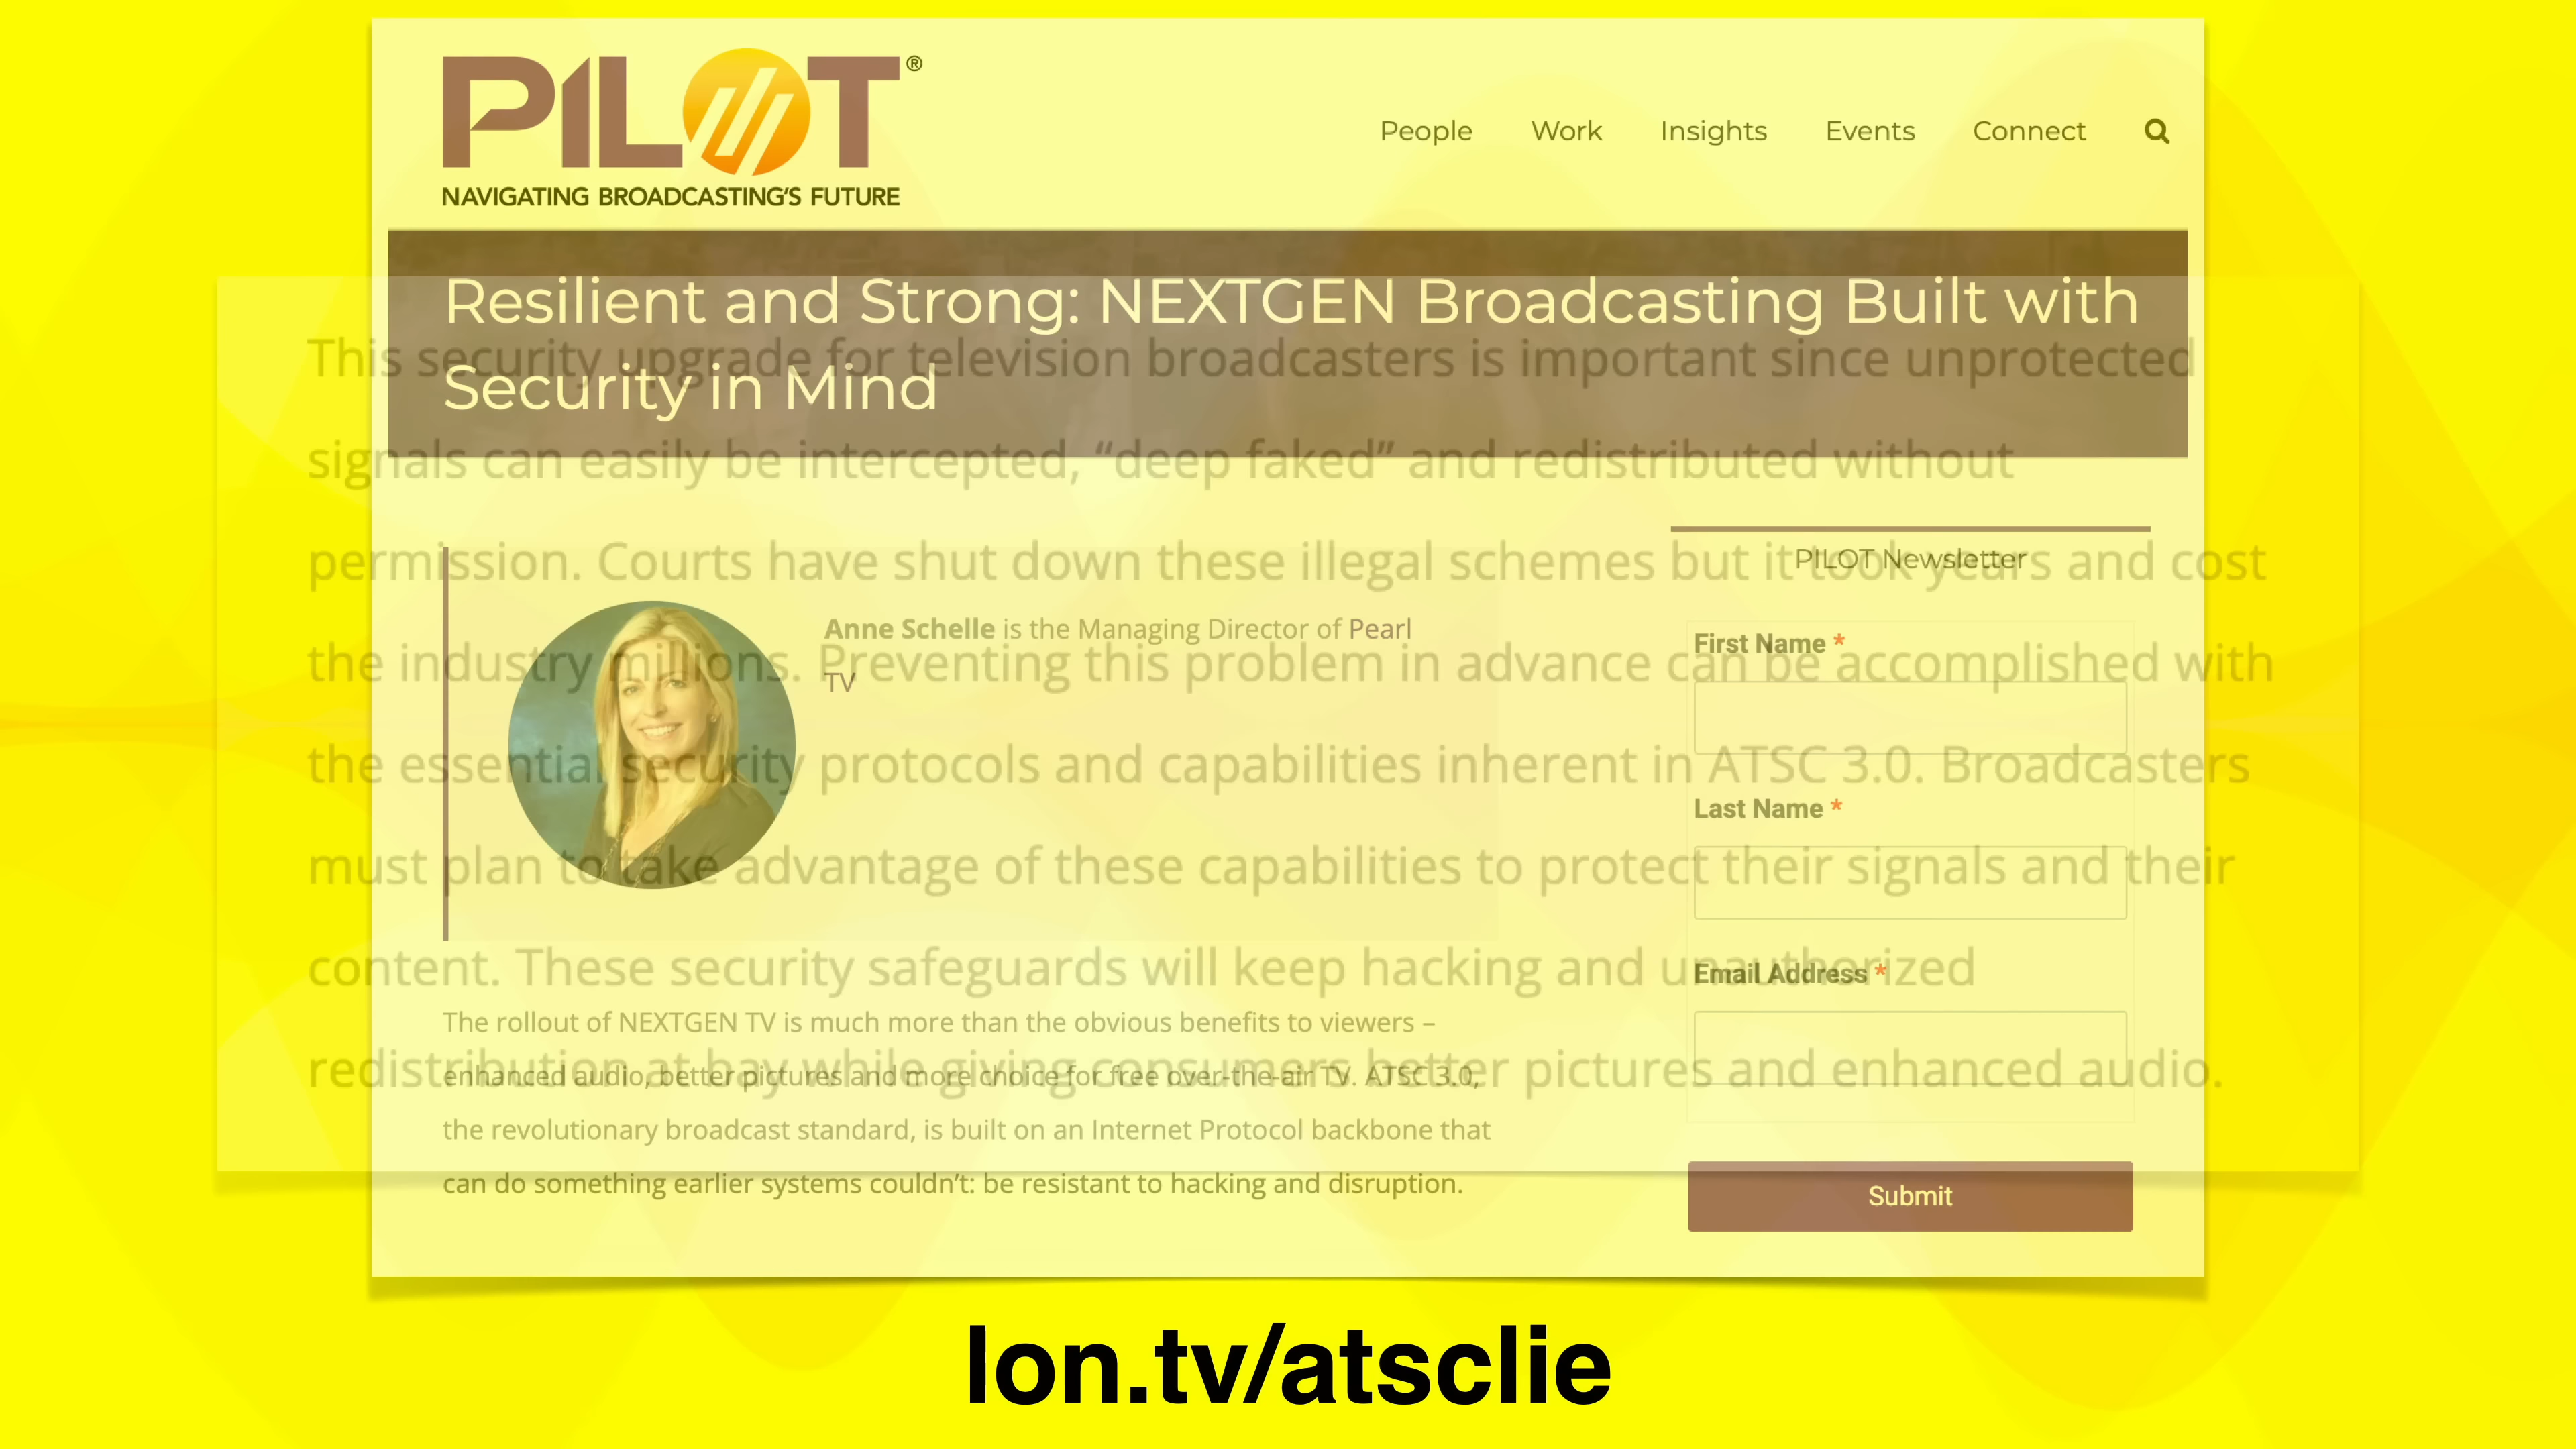 PILOT®
NAVIGATING BROADCASTING'S FUTURE
People Work Insights Events Connect
Resilient and Strong: NEXTGEN Broadcasting Built with
Security in Mind
This security upgrade for television broadcasters is important since unprotected
signals can easily be intercepted, “deep faked” and redistributed without
permission. Courts have shut down these illegal schemes but it took years and cost
the industry millions. Preventing this problem in advance can be accomplished with
the essential security protocols and capabilities inherent in ATSC 3.0. Broadcasters
must plan to take advantage of these capabilities to protect their signals and their
content. These security safeguards will keep hacking and unauthorized
redistribution at bay while giving consumers better pictures and enhanced audio.
Anne Schelle is the Managing Director of Pearl
TV
The rollout of NEXTGEN TV is much more than the obvious benefits to viewers –
enhanced audio, better pictures and more choice for free over-the-air TV. ATSC 3.0,
the revolutionary broadcast standard, is built on an Internet Protocol backbone that
can do something earlier systems couldn’t: be resistant to hacking and disruption.
PILOT Newsletter
First Name *
Last Name *
Email Address *
Submit
lon.tv/atsclie